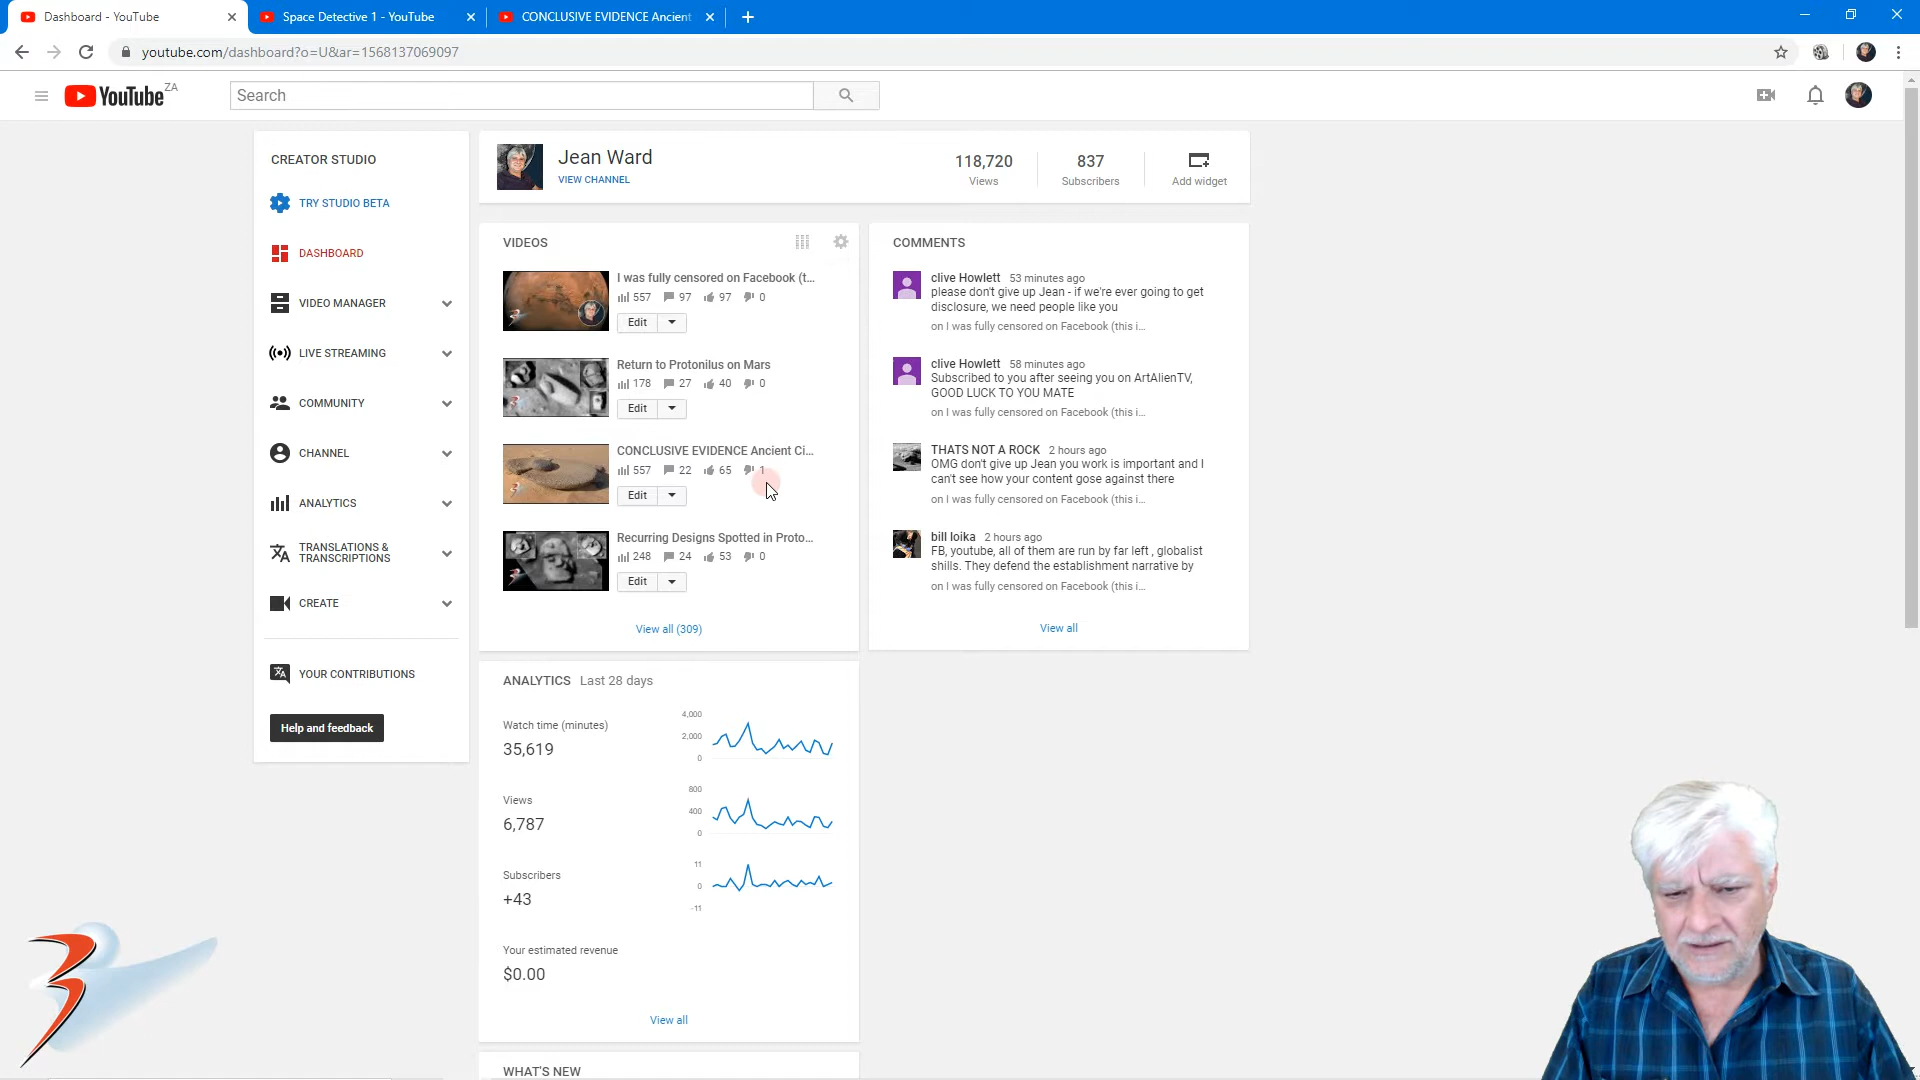 Dashboard - YouTube
Space Detective 1 - YouTube
CONCLUSIVE EVIDENCE Ancient
youtube.com/dashboard?o=U&ar=1568137069097
YouTube ZA
Search
CREATOR STUDIO
TRY STUDIO BETA
DASHBOARD
VIDEO MANAGER
LIVE STREAMING
COMMUNITY
CHANNEL
ANALYTICS
TRANSLATIONS &
TRANSCRIPTIONS
CREATE
YOUR CONTRIBUTIONS
Help and feedback
Jean Ward
VIEW CHANNEL
118,720
Views
837
Subscribers
Add widget
VIDEOS
I was fully censored on Facebook (t...
557 97 97 0
Edit
Return to Protonilus on Mars
178 27 40 0
Edit
CONCLUSIVE EVIDENCE Ancient Ci...
557 22 65 1
Edit
Recurring Designs Spotted in Proto...
248 24 53 0
Edit
View all (309)
COMMENTS
clive Howlett 53 minutes ago
please don't give up Jean - if we're ever going to get
disclosure, we need people like you
on I was fully censored on Facebook (this i...
clive Howlett 58 minutes ago
Subscribed to you after seeing you on ArtAlienTV,
GOOD LUCK TO YOU MATE
on I was fully censored on Facebook (this i...
THATS NOT A ROCK 2 hours ago
OMG don't give up Jean you work is important and I
can't see how your content gose against there
on I was fully censored on Facebook (this i...
bill loika 2 hours ago
FB, youtube, all of them are run by far left , globalist
shills. They defend the establishment narrative by
on I was fully censored on Facebook (this i...
View all
ANALYTICS Last 28 days
Watch time (minutes)
35,619
4,000
2,000
0
Views
6,787
800
400
0
Subscribers
+43
11
0
-11
Your estimated revenue
$0.00
View all
WHAT'S NEW